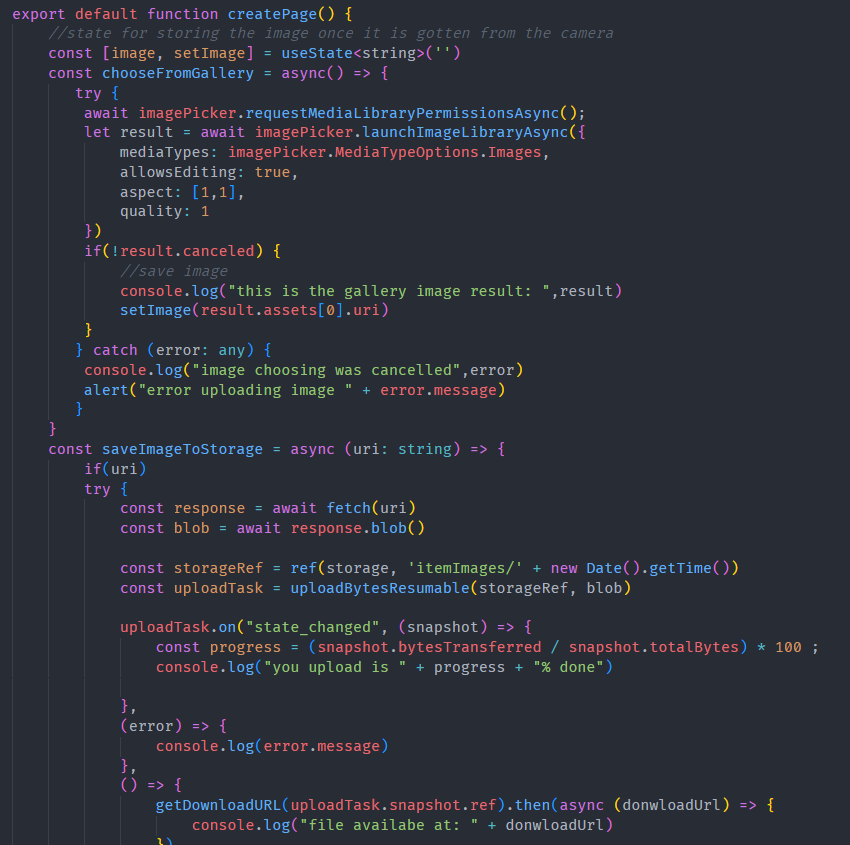 export default function createPage() {
//state for storing the image once it is gotten from the camera
const [image, setImage] = useState<string>('')
const chooseFromGallery = async() => {
try {
await imagePicker.requestMediaLibraryPermissionsAsync();
let result = await imagePicker.launchImageLibraryAsync({
mediaTypes: imagePicker.MediaTypeOptions.Images,
allowsEditing: true,
aspect: [1,1],
quality: 1
})
if(!result.canceled) {
//save image
console.log("this is the gallery image result: ",result)
setImage(result.assets[0].uri)
}
} catch (error: any) {
console.log("image choosing was cancelled",error)
alert("error uploading image " + error.message)
}
}
const saveImageToStorage = async (uri: string) => {
if(uri)
try {
const response = await fetch(uri)
const blob = await response.blob()
const storageRef = ref(storage, 'itemImages/' + new Date().getTime())
const uploadTask = uploadBytesResumable(storageRef, blob)
uploadTask.on("state_changed", (snapshot) => {
const progress = (snapshot.bytesTransferred / snapshot.totalBytes) * 100 ;
console.log("you upload is " + progress + "% done")
},
(error) => {
console.log(error.message)
},
() => {
getDownloadURL(uploadTask.snapshot.ref).then(async (donwloadUrl) => {
console.log("file availabe at: " + donwloadUrl)
})